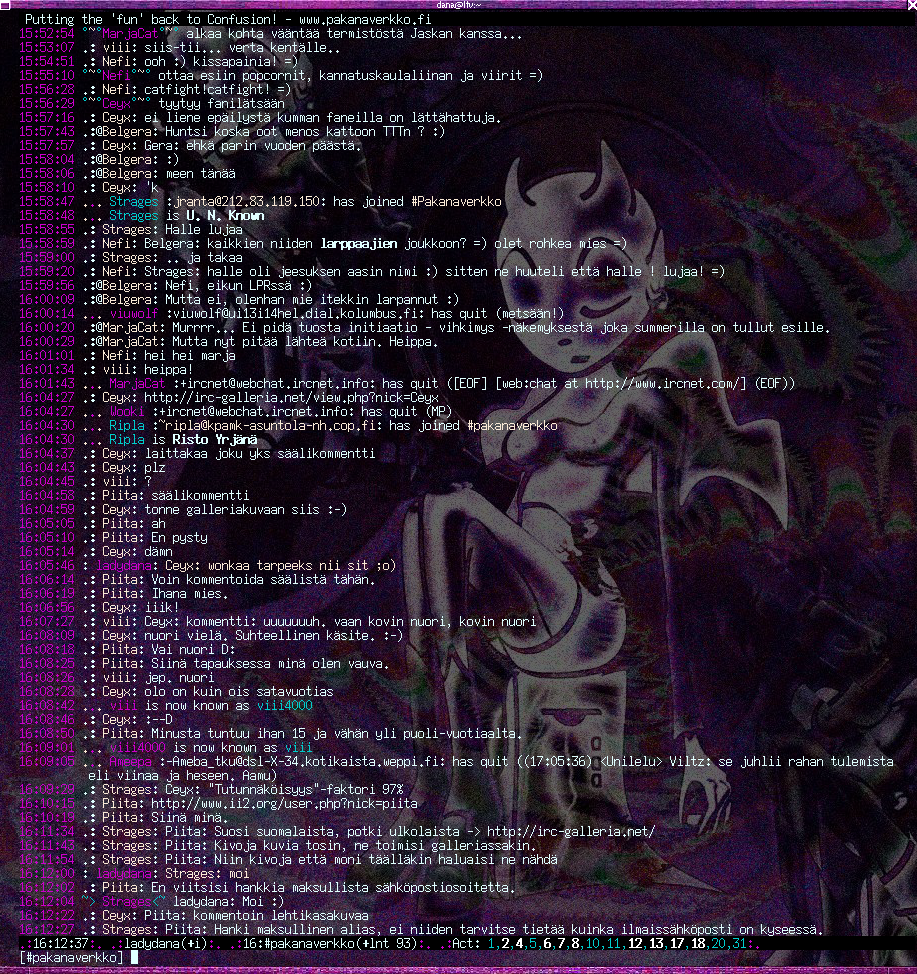 dana@lfv:~
Putting the 'fun' back to Confusion! - www.pakanaverkko.fi
15:52:54 °~°MarjaCat°~° alkaa kohta vääntää termistöstä Jaskan kanssa...
15:53:07 .: viii: siis-tii... verta kentälle..
15:54:51 .: Nefi: ooh :) kissapainia! =)
15:55:10 °~°Nefi°~° ottaa esiin popcornit, kannatuskaulaliinan ja viirit =)
15:56:28 .: Nefi: catfight!catfight! =)
15:56:29 °~°Ceyx°~° tyytyy fanilätsään
15:57:16 .: Ceyx: ei liene epäilystä kumman faneilla on lättähattuja.
15:57:43 .:@Belgera: Huntsi koska oot menos kattoon TTTn ? :)
15:57:57 .: Ceyx: Gera: ehkä parin vuoden päästä.
15:58:04 .:@Belgera: :)
15:58:06 .:@Belgera: meen tänää
15:58:10 .: Ceyx: 'k
15:58:47 ... Strages :jranta@212.83.119.150: has joined #Pakanaverkko
15:58:48 ... Strages is U. N. Known
15:58:55 .: Strages: Halle lujaa
15:58:59 .: Nefi: Belgera: kaikkien niiden larppaajien joukkoon? =) olet rohkea mies =)
15:59:00 .: Strages: .. ja takaa
15:59:20 .: Nefi: Strages: halle oli jeesuksen aasin nimi :) sitten ne huuteli että halle ! lujaa! =)
15:59:56 .:@Belgera: Nefi, eikun LPRssä :)
16:00:09 .:@Belgera: Mutta ei, olenhan mie itekkin larpannut :)
16:00:14 ... viuwolf :viuwolf@ui13i14hel.dial.kolumbus.fi: has quit (metsään!)
16:00:20 .:@MarjaCat: Murrrr... Ei pidä tuosta initiaatio - vihkimys -näkemyksestä joka summerilla on tullut esille.
16:00:29 .:@MarjaCat: Mutta nyt pitää lähteä kotiin. Heippa.
16:01:01 .: Nefi: hei hei marja
16:01:34 .: viii: heippa!
16:01:43 ... MarjaCat :+ircnet@webchat.ircnet.info: has quit ([EOF] [web:chat at http://www.ircnet.com/] (EOF))
16:04:27 .: Ceyx: http://irc-galleria.net/view.php?nick=Ceyx
16:04:27 ... Wooki :+ircnet@webchat.ircnet.info: has quit (MP)
16:04:30 ... Ripla :~ripla@kpamk-asuntola-nh.cop.fi: has joined #pakanaverkko
16:04:30 ... Ripla is Risto Yrjänä
16:04:37 .: Ceyx: laittakaa joku yks säälikommentti
16:04:43 .: Ceyx: plz
16:04:45 .: viii: ?
16:04:58 .: Piita: säälikommentti
16:04:59 .: Ceyx: tonne galleriakuvaan siis :-)
16:05:05 .: Piita: ah
16:05:10 .: Piita: En pysty
16:05:14 .: Ceyx: dämn
16:05:46 : ladydana: Ceyx: wonkaa tarpeeks nii sit ;o)
16:06:14 .: Piita: Voin kommentoida säälistä tähän.
16:06:19 .: Piita: Ihana mies.
16:06:56 .: Ceyx: iiik!
16:07:27 .: viii: Ceyx: kommentti: uuuuuuuh. vaan kovin nuori, kovin nuori
16:08:09 .: Ceyx: nuori vielä. Suhteellinen käsite. :-)
16:08:18 .: Piita: Vai nuori D:
16:08:25 .: Piita: Siinä tapauksessa minä olen vauva.
16:08:26 .: viii: jep. nuori
16:08:28 .: Ceyx: olo on kuin ois satavuotias
16:08:42 ... viii is now known as viii4000
16:08:46 .: Ceyx: :--D
16:08:50 .: Piita: Minusta tuntuu ihan 15 ja vähän yli puoli-vuotiaalta.
16:09:01 ... viii4000 is now known as viii
16:09:05 ... Ameepa :-Ameba_tku@dsl-X-34.kotikaista.weppi.fi: has quit ((17:05:36) <Unilelu> Viltz: se juhlii rahan tulemista
eli viinaa ja heseen. Aamu)
16:09:29 .: Strages: Ceyx: "Tutunnäköisyys"-faktori 97%
16:10:15 .: Piita: http://www.ii2.org/user.php?nick=piita
16:10:19 .: Piita: Siinä minä.
16:11:34 .: Strages: Piita: Suosi suomalaista, potki ulkolaista -> http://irc-galleria.net/
16:11:43 .: Strages: Piita: Kivoja kuvia tosin, ne toimisi galleriassakin.
16:11:54 .: Strages: Piita: Niin kivoja että moni täälläkin haluaisi ne nähdä
16:12:00 : ladydana: Strages: moi
16:12:02 .: Piita: En viitsisi hankkia maksullista sähköpostiosoitetta.
16:12:04 ~> Strages<~ ladydana: Moi :)
16:12:22 .: Ceyx: Piita: kommentoin lehtikasakuvaa
16:12:27 .: Strages: Piita: Hanki maksullinen alias, ei niiden tarvitse tietää kuinka ilmaissähköposti on kyseessä.
.:16:12:37:. .:ladydana(+i):. .:16:#pakanaverkko(+lnt 93):. .:Act: 1,2,4,5,6,7,8,10,11,12,13,17,18,20,31:.
[#pakanaverkko]